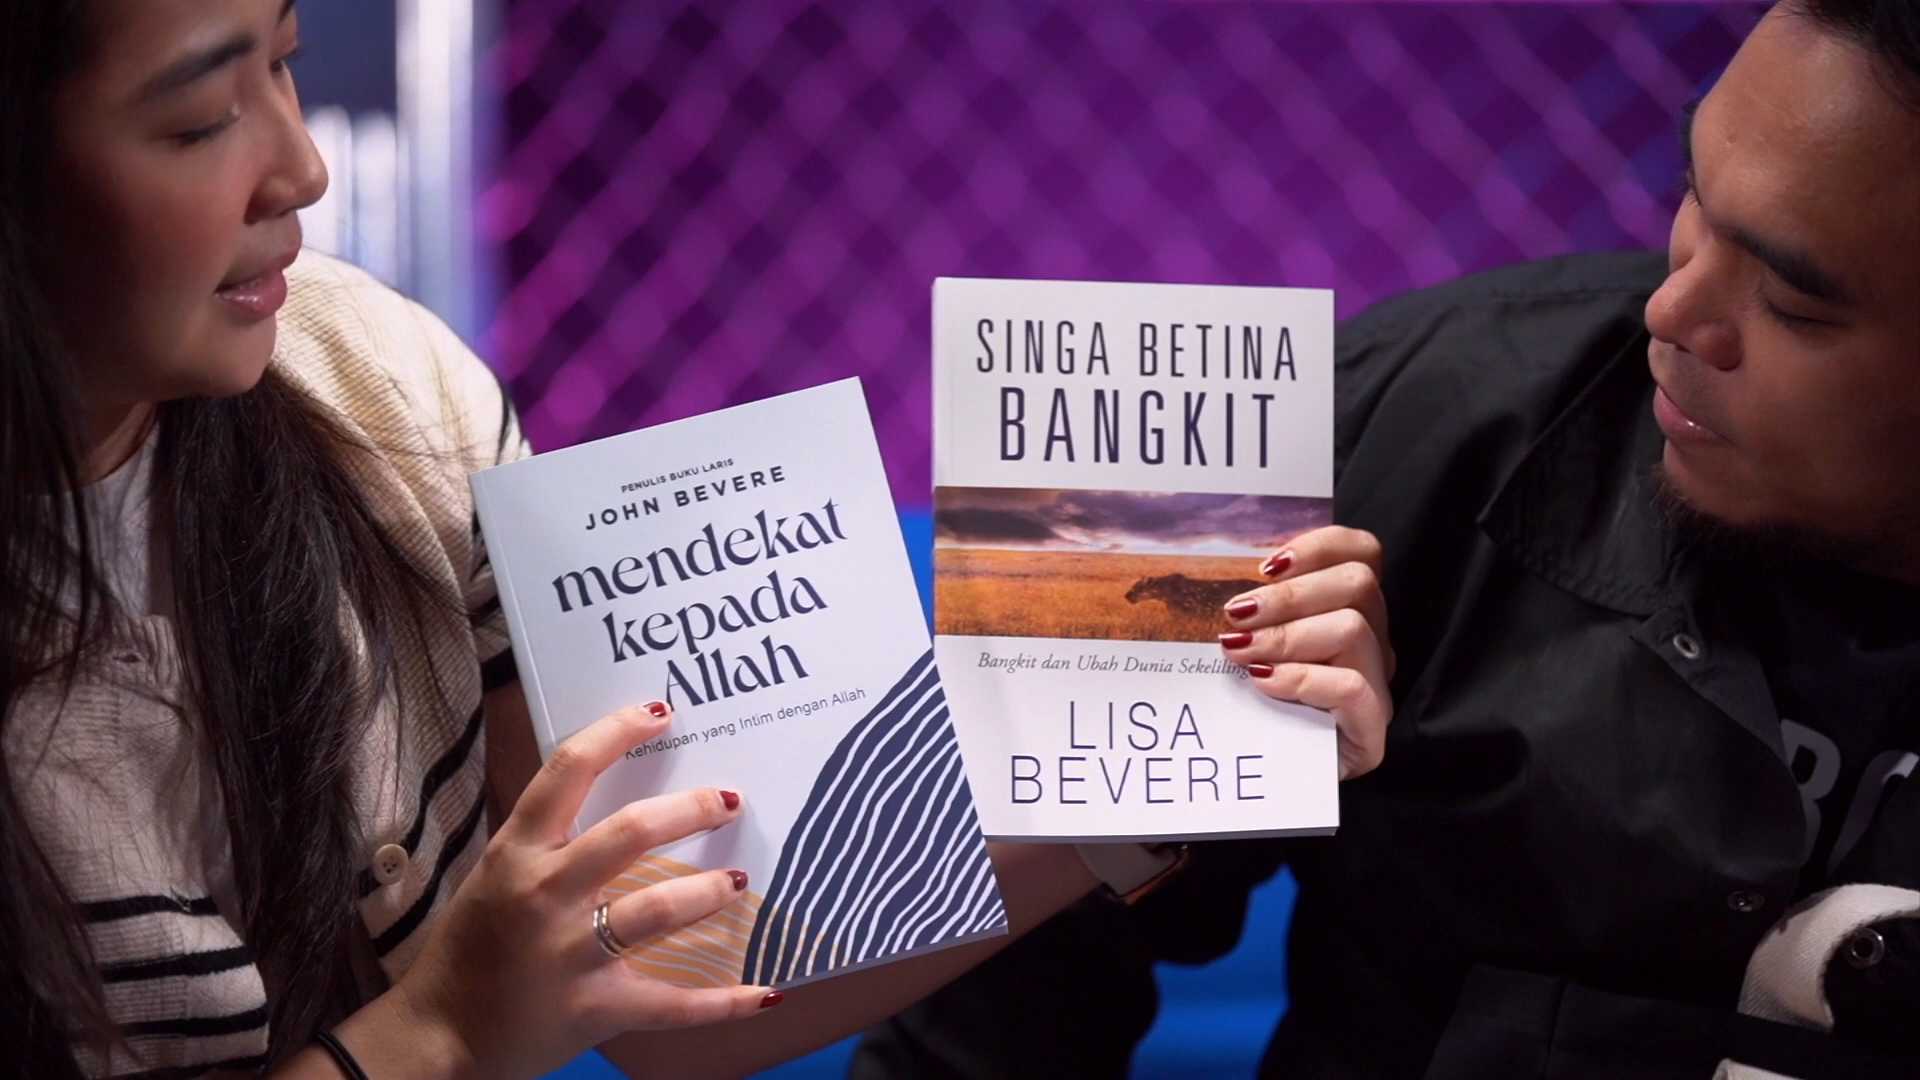 PENULIS BUKU LARIS
JOHN BEVERE
mendekat
kepada
Allah
Kehidupan yang Intim dengan Allah
SINGA BETINA
BANGKIT
Bangkit dan Ubah Dunia Sekeliling
LISA
BEVERE